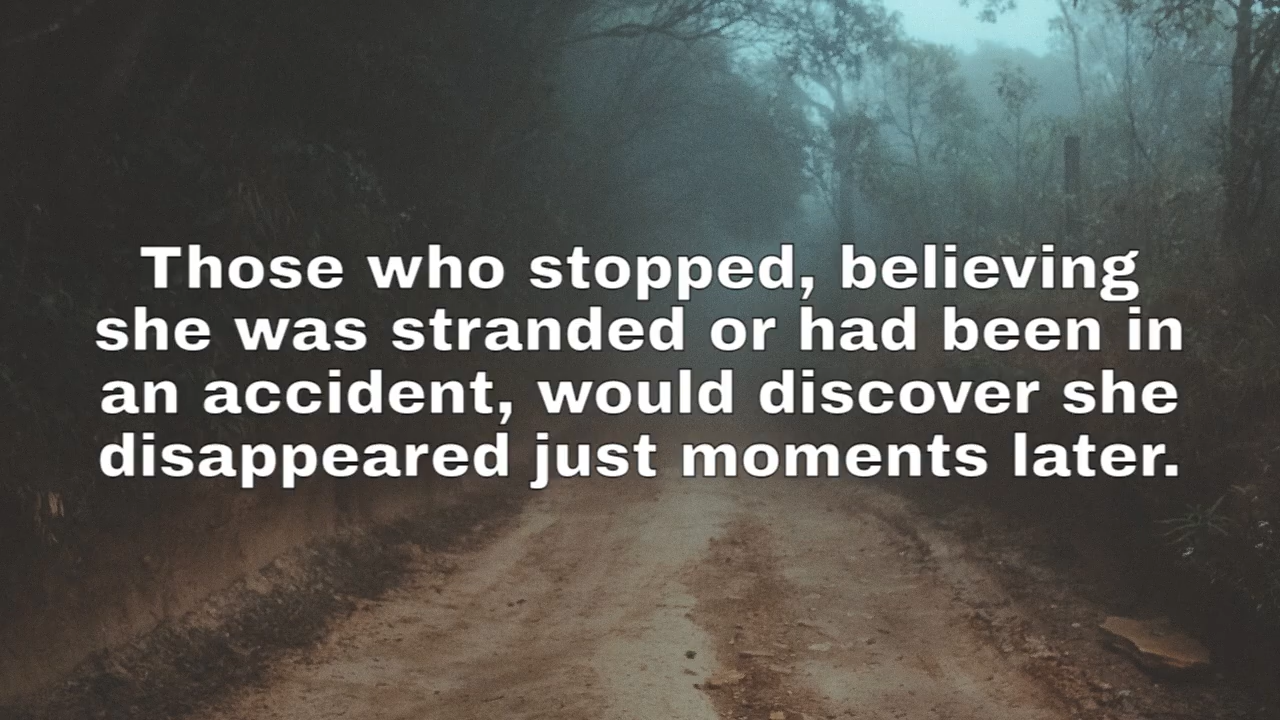 Those who stopped, believing
she was stranded or had been in
an accident, would discover she
disappeared just moments later.